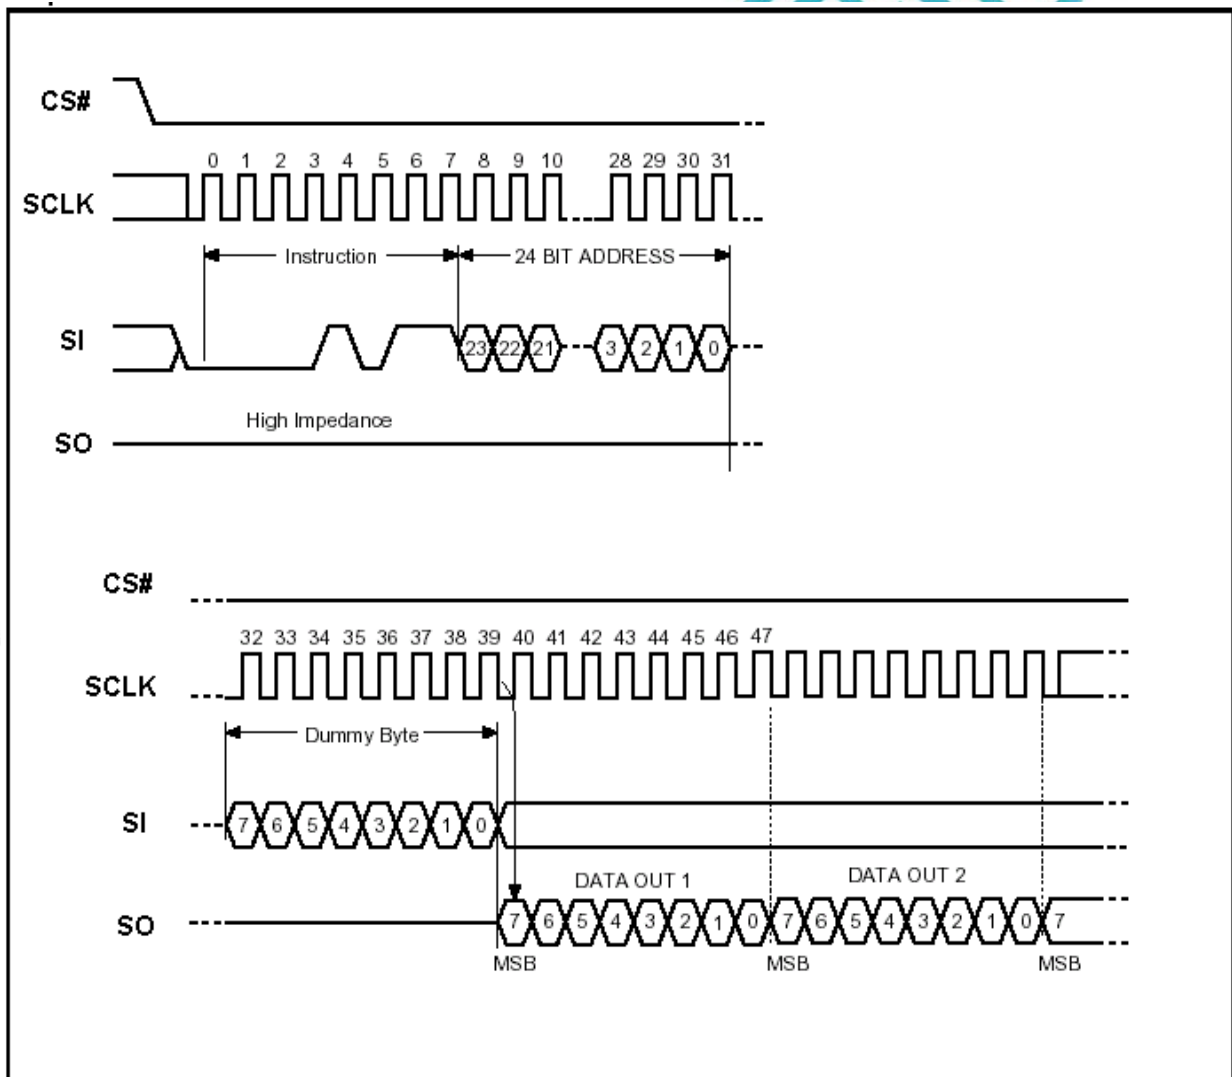 CS#
0 1 2 3 4 5 6 7 8 9 10 28 29 30 31
SCLK
Instruction 24 BIT ADDRESS
SI
23 22 21 3 2 1 0
High Impedance
SO
CS#
32 33 34 35 36 37 38 39 40 41 42 43 44 45 46 47
SCLK
Dummy Byte
SI
7 6 5 4 3 2 1 0
DATA OUT 1 DATA OUT 2
SO
7 6 5 4 3 2 1 0 7 6 5 4 3 2 1 0 7
MSB MSB MSB